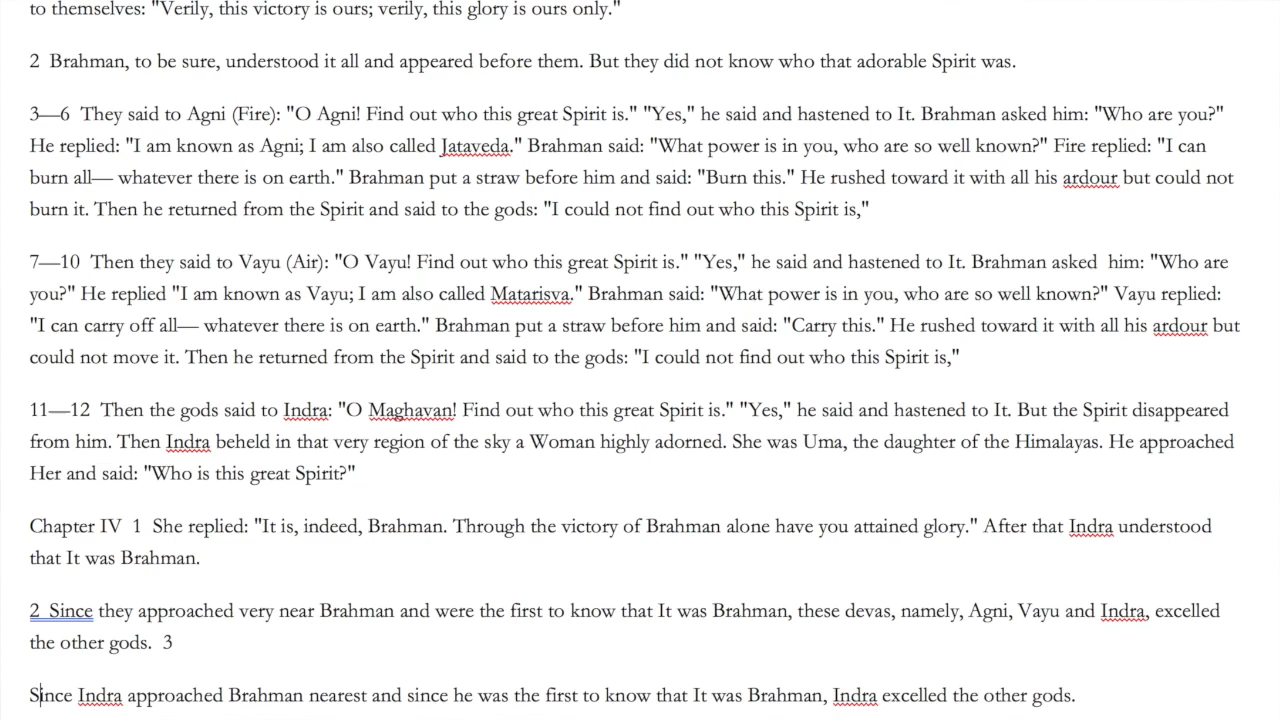 to themselves: "Verily, this victory is ours; verily, this glory is ours only."
2  Brahman, to be sure, understood it all and appeared before them. But they did not know who that adorable Spirit was.
3—6  They said to Agni (Fire): "O Agni! Find out who this great Spirit is." "Yes," he said and hastened to It. Brahman asked him: "Who are you?"
He replied: "I am known as Agni; I am also called Jataveda." Brahman said: "What power is in you, who are so well known?" Fire replied: "I can
burn all— whatever there is on earth." Brahman put a straw before him and said: "Burn this." He rushed toward it with all his ardour but could not
burn it. Then he returned from the Spirit and said to the gods: "I could not find out who this Spirit is,"
7—10  Then they said to Vayu (Air): "O Vayu! Find out who this great Spirit is." "Yes," he said and hastened to It. Brahman asked  him: "Who are
you?" He replied "I am known as Vayu; I am also called Matarisva." Brahman said: "What power is in you, who are so well known?" Vayu replied:
"I can carry off all— whatever there is on earth." Brahman put a straw before him and said: "Carry this." He rushed toward it with all his ardour but
could not move it. Then he returned from the Spirit and said to the gods: "I could not find out who this Spirit is,"
11—12  Then the gods said to Indra: "O Maghavan! Find out who this great Spirit is." "Yes," he said and hastened to It. But the Spirit disappeared
from him. Then Indra beheld in that very region of the sky a Woman highly adorned. She was Uma, the daughter of the Himalayas. He approached
Her and said: "Who is this great Spirit?"
Chapter IV  1  She replied: "It is, indeed, Brahman. Through the victory of Brahman alone have you attained glory." After that Indra understood
that It was Brahman.
2  Since they approached very near Brahman and were the first to know that It was Brahman, these devas, namely, Agni, Vayu and Indra, excelled
the other gods.  3
Since Indra approached Brahman nearest and since he was the first to know that It was Brahman, Indra excelled the other gods.